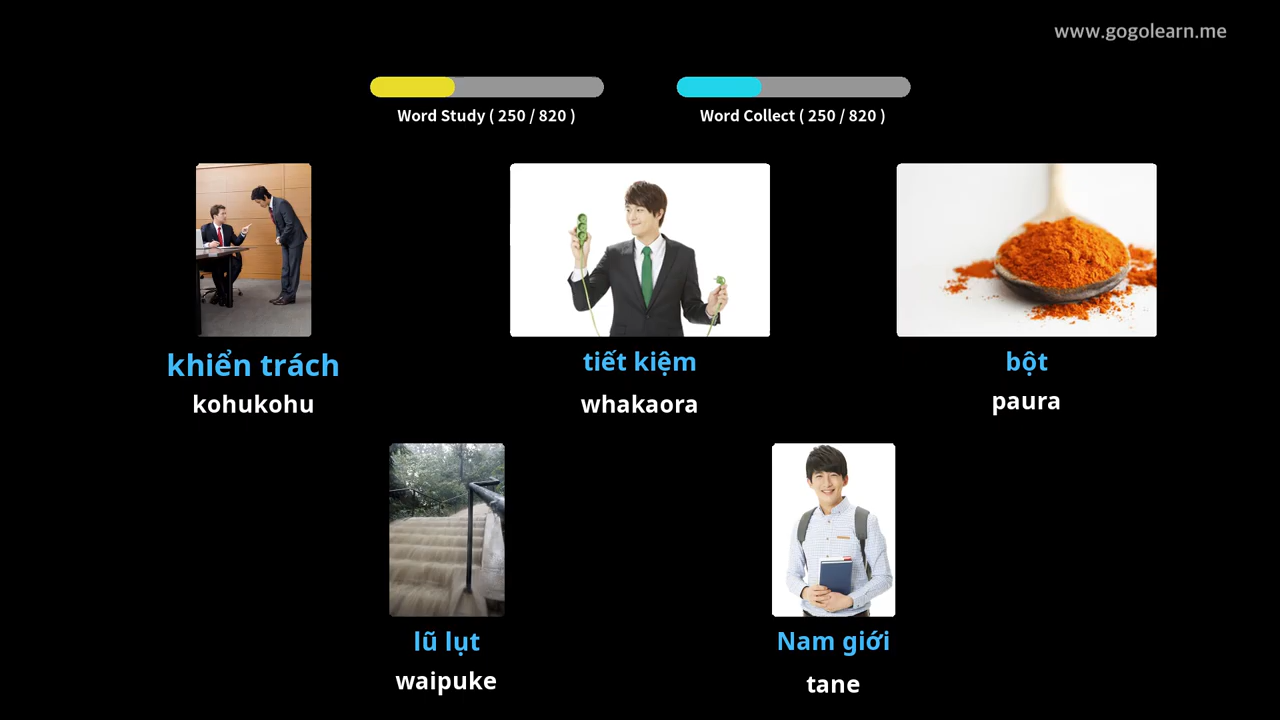 www.gogolearn.me
Word Study ( 250 / 820 )
Word Collect ( 250 / 820 )
khiển trách
kohukohu
tiết kiệm
whakaora
bột
paura
lũ lụt
waipuke
Nam giới
tane